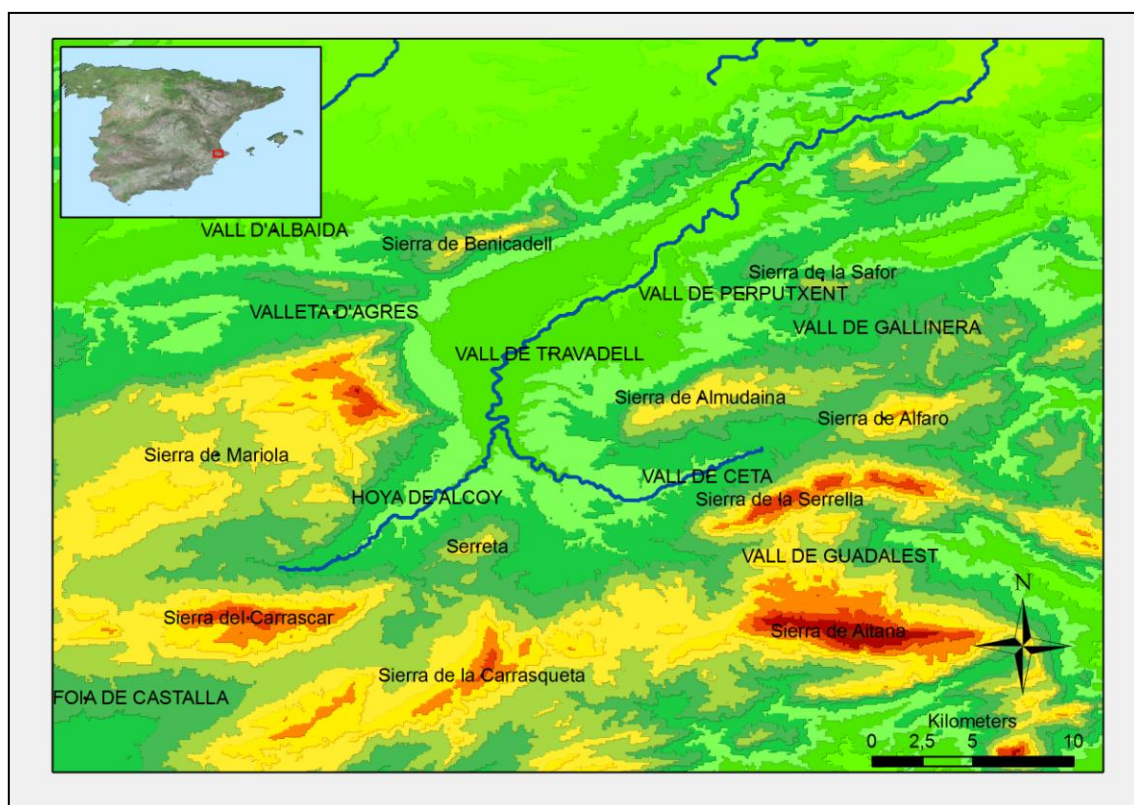 VALL D'ALBAIDA
Sierra de Benicadell
Sierra de la Safor
VALL DE PERPUTXENT
VALLETA D'AGRES
VALL DE GALLINERA
VALL DE TRAVADELL
Sierra de Almudaina
Sierra de Alfaro
Sierra de Mariola
VALL DE CETA
HOYA DE ALCOY
Sierra de la Serrella
Serreta
VALL DE GUADALEST
N
Sierra del Carrascar
Sierra de Aitana
Sierra de la Carrasqueta
FOIA DE CASTALLA
Kilometers
0 2,5 5 10